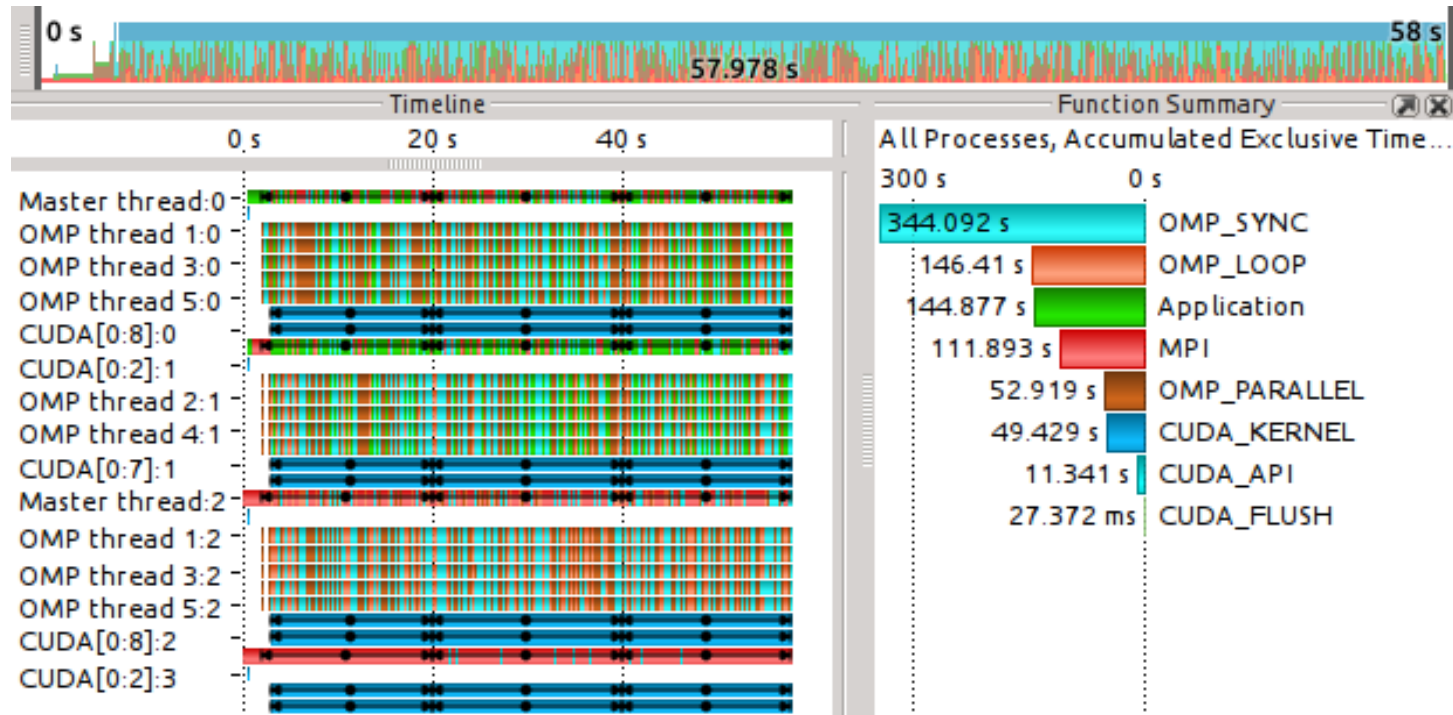 0 s
58 s
57.978 s
Timeline
Function Summary
0 s
20 s
40 s
Master thread:0
OMP thread 1:0
OMP thread 3:0
OMP thread 5:0
CUDA[0:8]:0
CUDA[0:2]:1
OMP thread 2:1
OMP thread 4:1
CUDA[0:7]:1
Master thread:2
OMP thread 1:2
OMP thread 3:2
OMP thread 5:2
CUDA[0:8]:2
CUDA[0:2]:3
All Processes, Accumulated Exclusive Time...
300 s
0 s
344.092 s OMP_SYNC
146.41 s OMP_LOOP
144.877 s Application
111.893 s MPI
52.919 s OMP_PARALLEL
49.429 s CUDA_KERNEL
11.341 s CUDA_API
27.372 ms CUDA_FLUSH